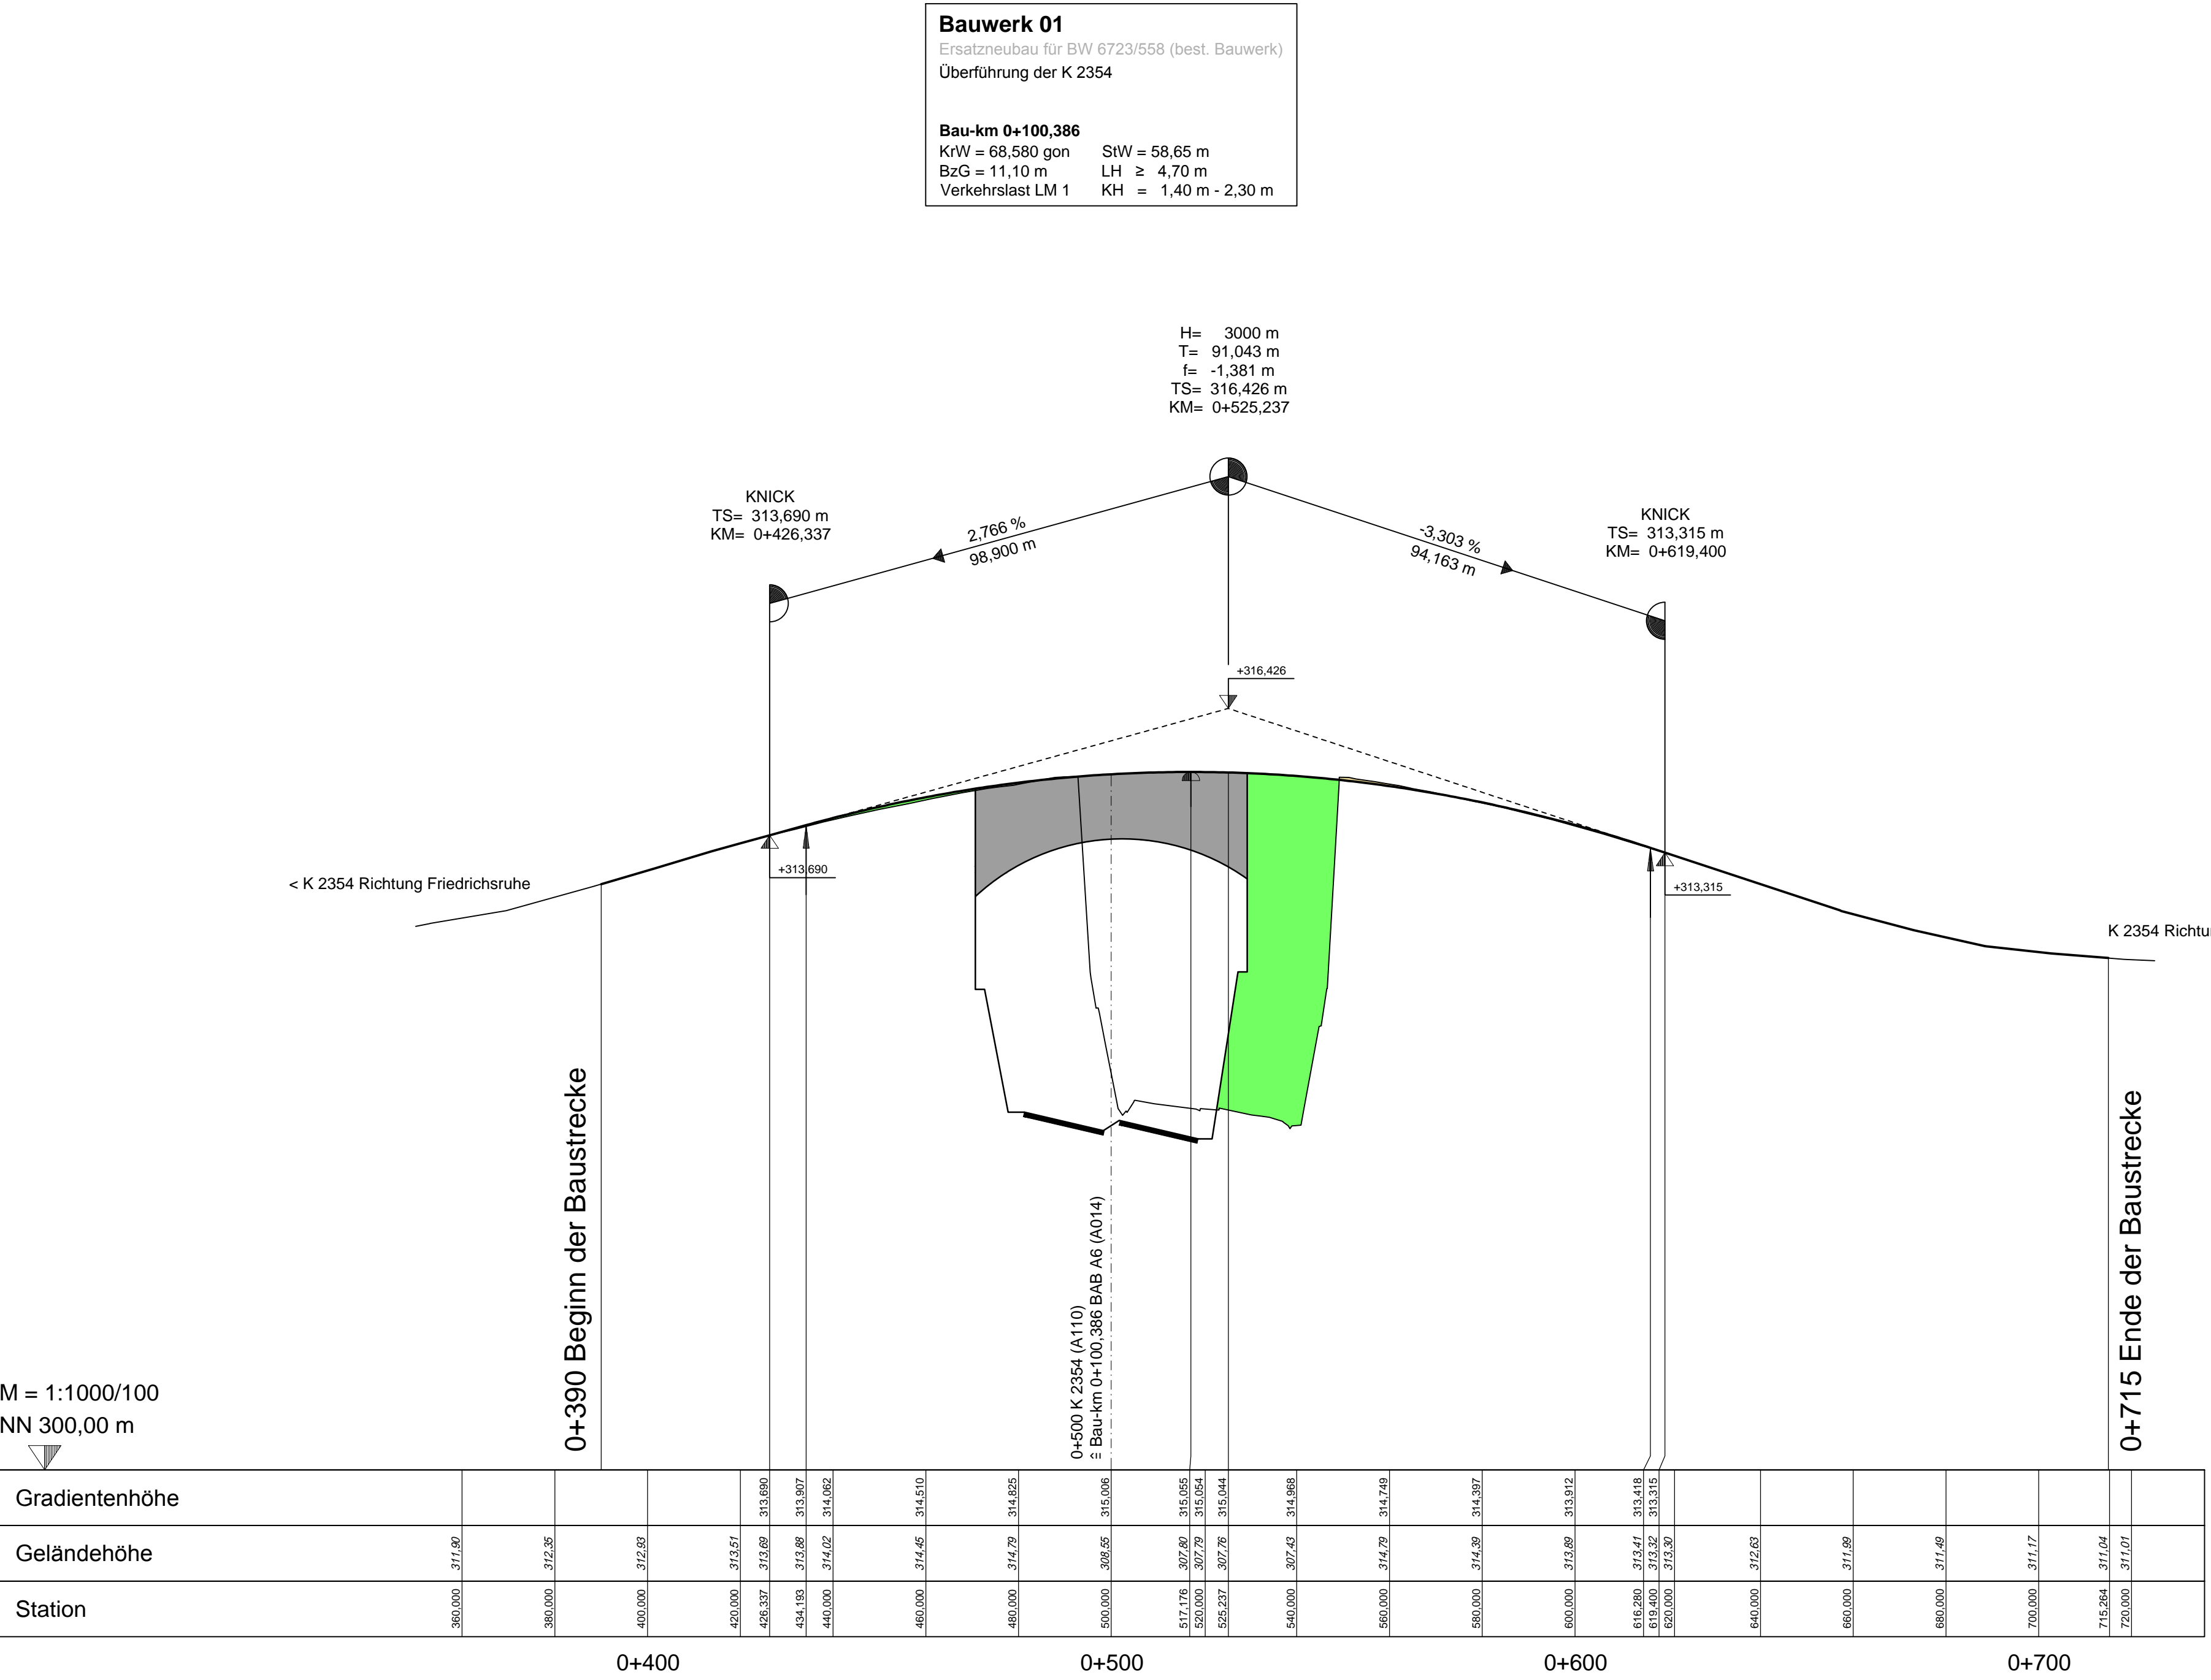 Bauwerk 01
Ersatzneubau für BW 6723/558 (best. Bauwerk)
Überführung der K 2354
Bau-km 0+100,386
KrW = 68,580 gon StW = 58,65 m
BzG = 11,10 m LH ≥ 4,70 m
Verkehrslast LM 1 KH = 1,40 m - 2,30 m
H= 3000 m
T= 91,043 m
f= -1,381 m
TS= 316,426 m
KM= 0+525,237
KNICK
TS= 313,690 m
KM= 0+426,337
2,766 %
98,900 m
-3,303 %
94,163 m
KNICK
TS= 313,315 m
KM= 0+619,400
+316,426
+313,690
+313,315
< K 2354 Richtung Friedrichsruhe
K 2354 Richtu
0+390 Beginn der Baustrecke
0+500 K 2354 (A110)
≙ Bau-km 0+100,386 BAB A6 (A014)
0+715 Ende der Baustrecke
M = 1:1000/100
NN 300,00 m
Gradientenhöhe 313,690 313,907 314,062 314,510 314,825 315,006 315,055 315,054 315,044 314,968 314,749 314,397 313,912 313,418 313,315
Geländehöhe 311,90 312,35 312,93 313,51 313,69 313,88 314,02 314,45 314,79 308,55 307,80 307,79 307,76 307,43 314,79 314,39 313,89 313,41 313,32 313,30 312,63 311,99 311,49 311,17 311,04 311,01
Station 360,000 380,000 400,000 420,000 426,337 434,193 440,000 460,000 480,000 500,000 517,176 520,000 525,237 540,000 560,000 580,000 600,000 616,280 619,400 620,000 640,000 660,000 680,000 700,000 715,264 720,000
0+400 0+500 0+600 0+700